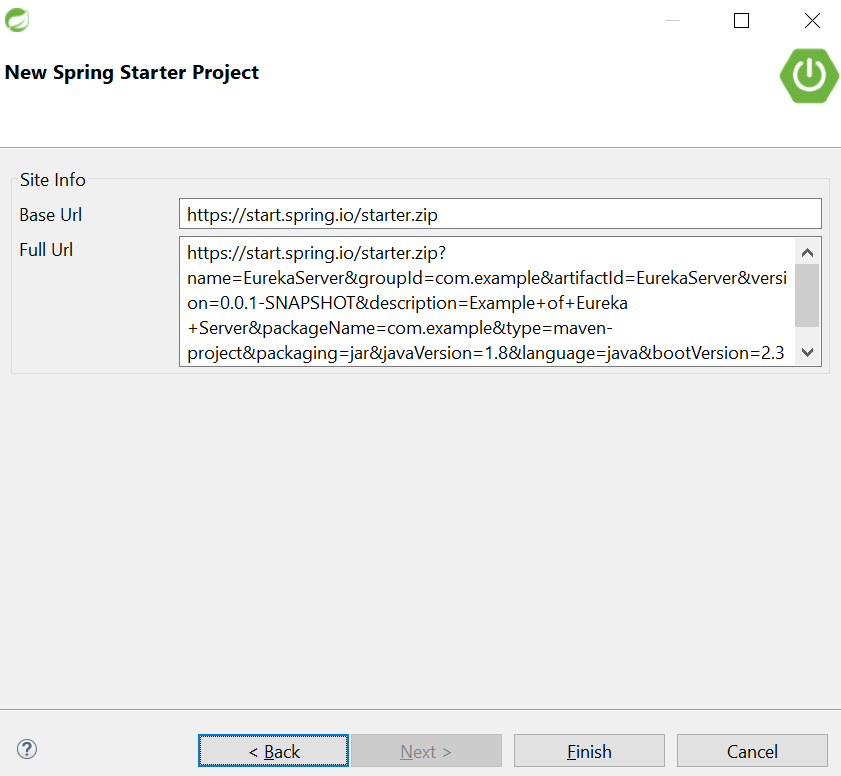 New Spring Starter Project
Site Info
Base Url
https://start.spring.io/starter.zip
Full Url
https://start.spring.io/starter.zip?
name=EurekaServer&groupId=com.example&artifactId=EurekaServer&versi
on=0.0.1-SNAPSHOT&description=Example+of+Eureka
+Server&packageName=com.example&type=maven-
project&packaging=jar&javaVersion=1.8&language=java&bootVersion=2.3
?
< Back
Next >
Finish
Cancel